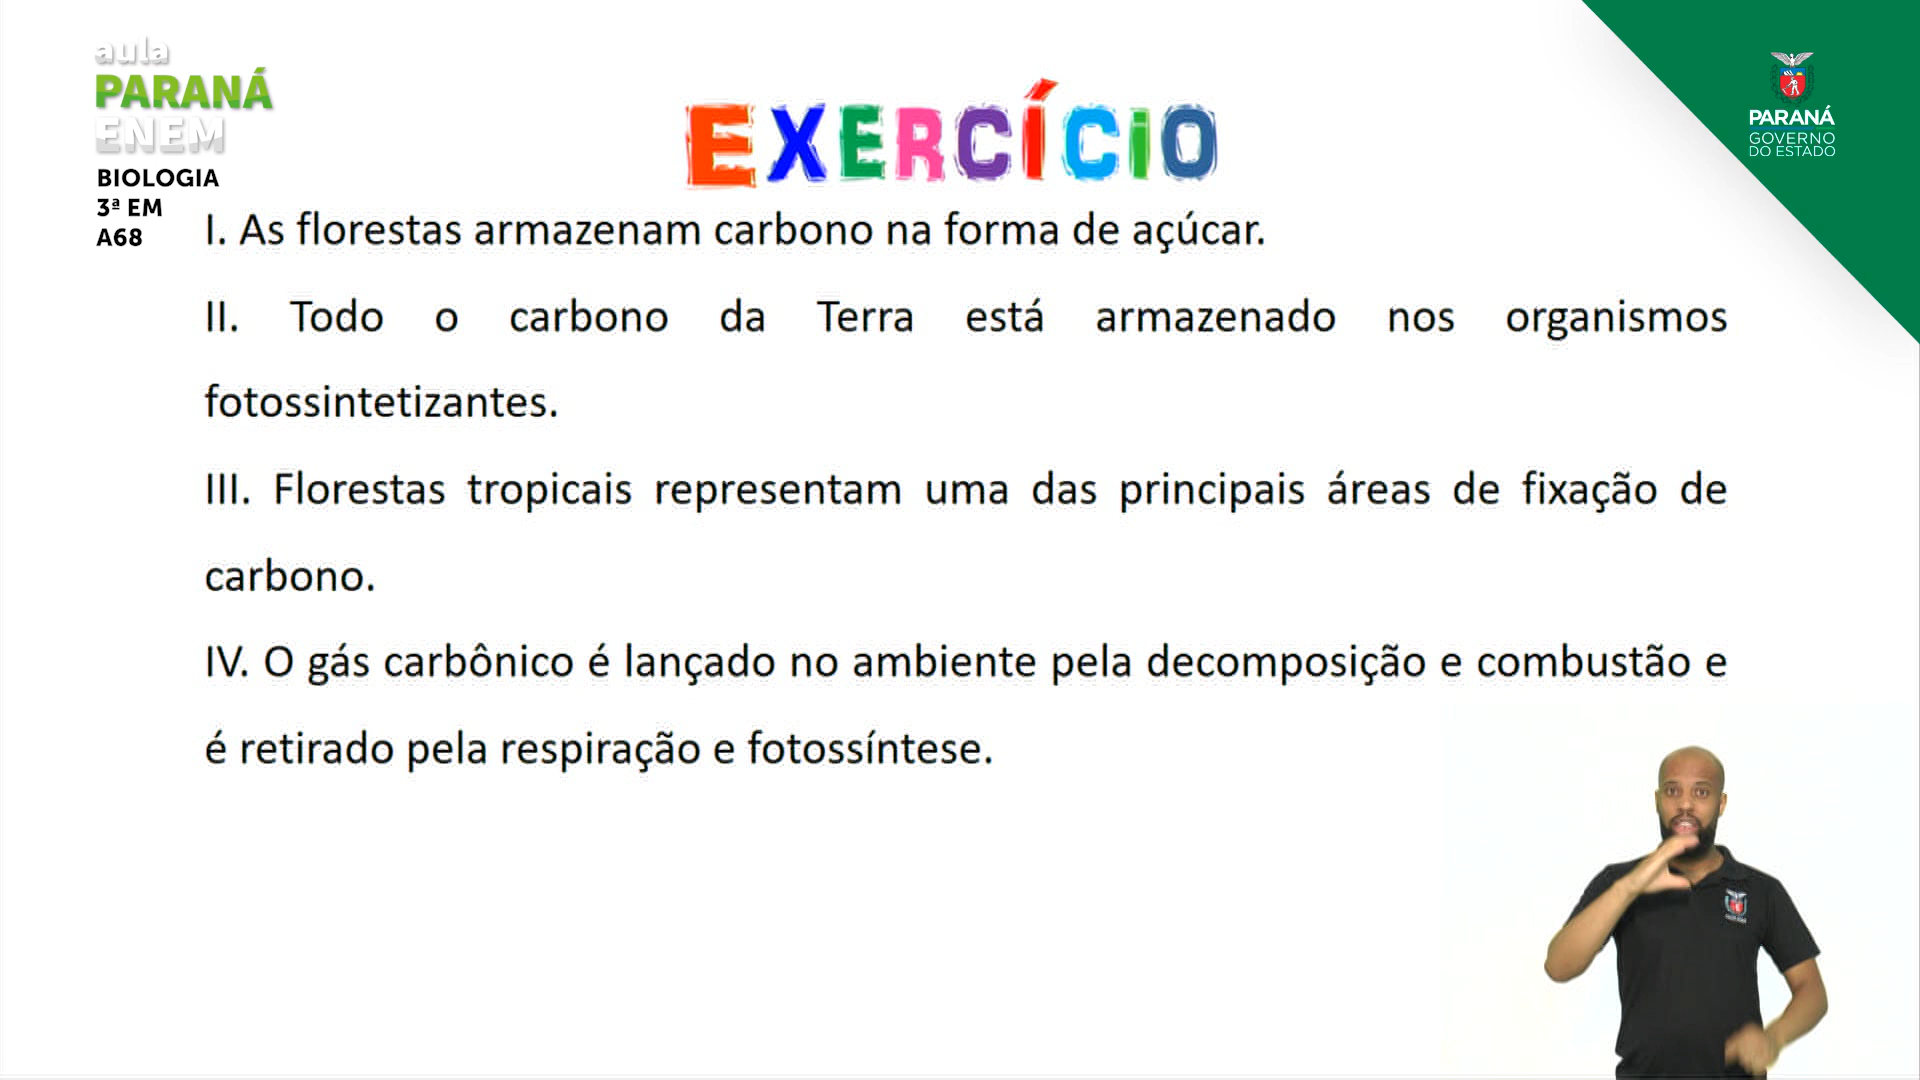 aula
PARANÁ
ENEM
BIOLOGIA
3ª EM
A68
EXERCÍCIO
PARANÁ
GOVERNO
DO ESTADO
I. As florestas armazenam carbono na forma de açúcar.
II. Todo o carbono da Terra está armazenado nos organismos
fotossintetizantes.
III. Florestas tropicais representam uma das principais áreas de fixação de
carbono.
IV. O gás carbônico é lançado no ambiente pela decomposição e combustão e
é retirado pela respiração e fotossíntese.